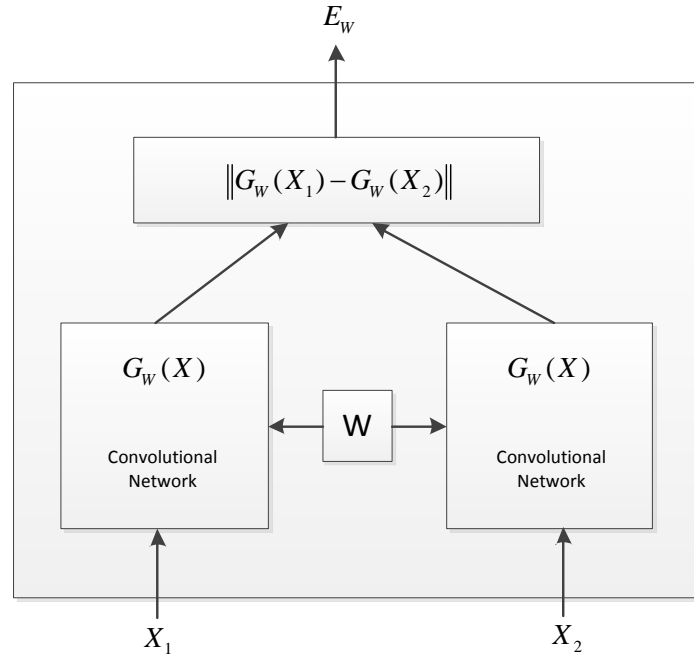 E_W
‖G_W(X_1) − G_W(X_2)‖
G_W(X)
Convolutional
Network
W
G_W(X)
Convolutional
Network
X_1
X_2